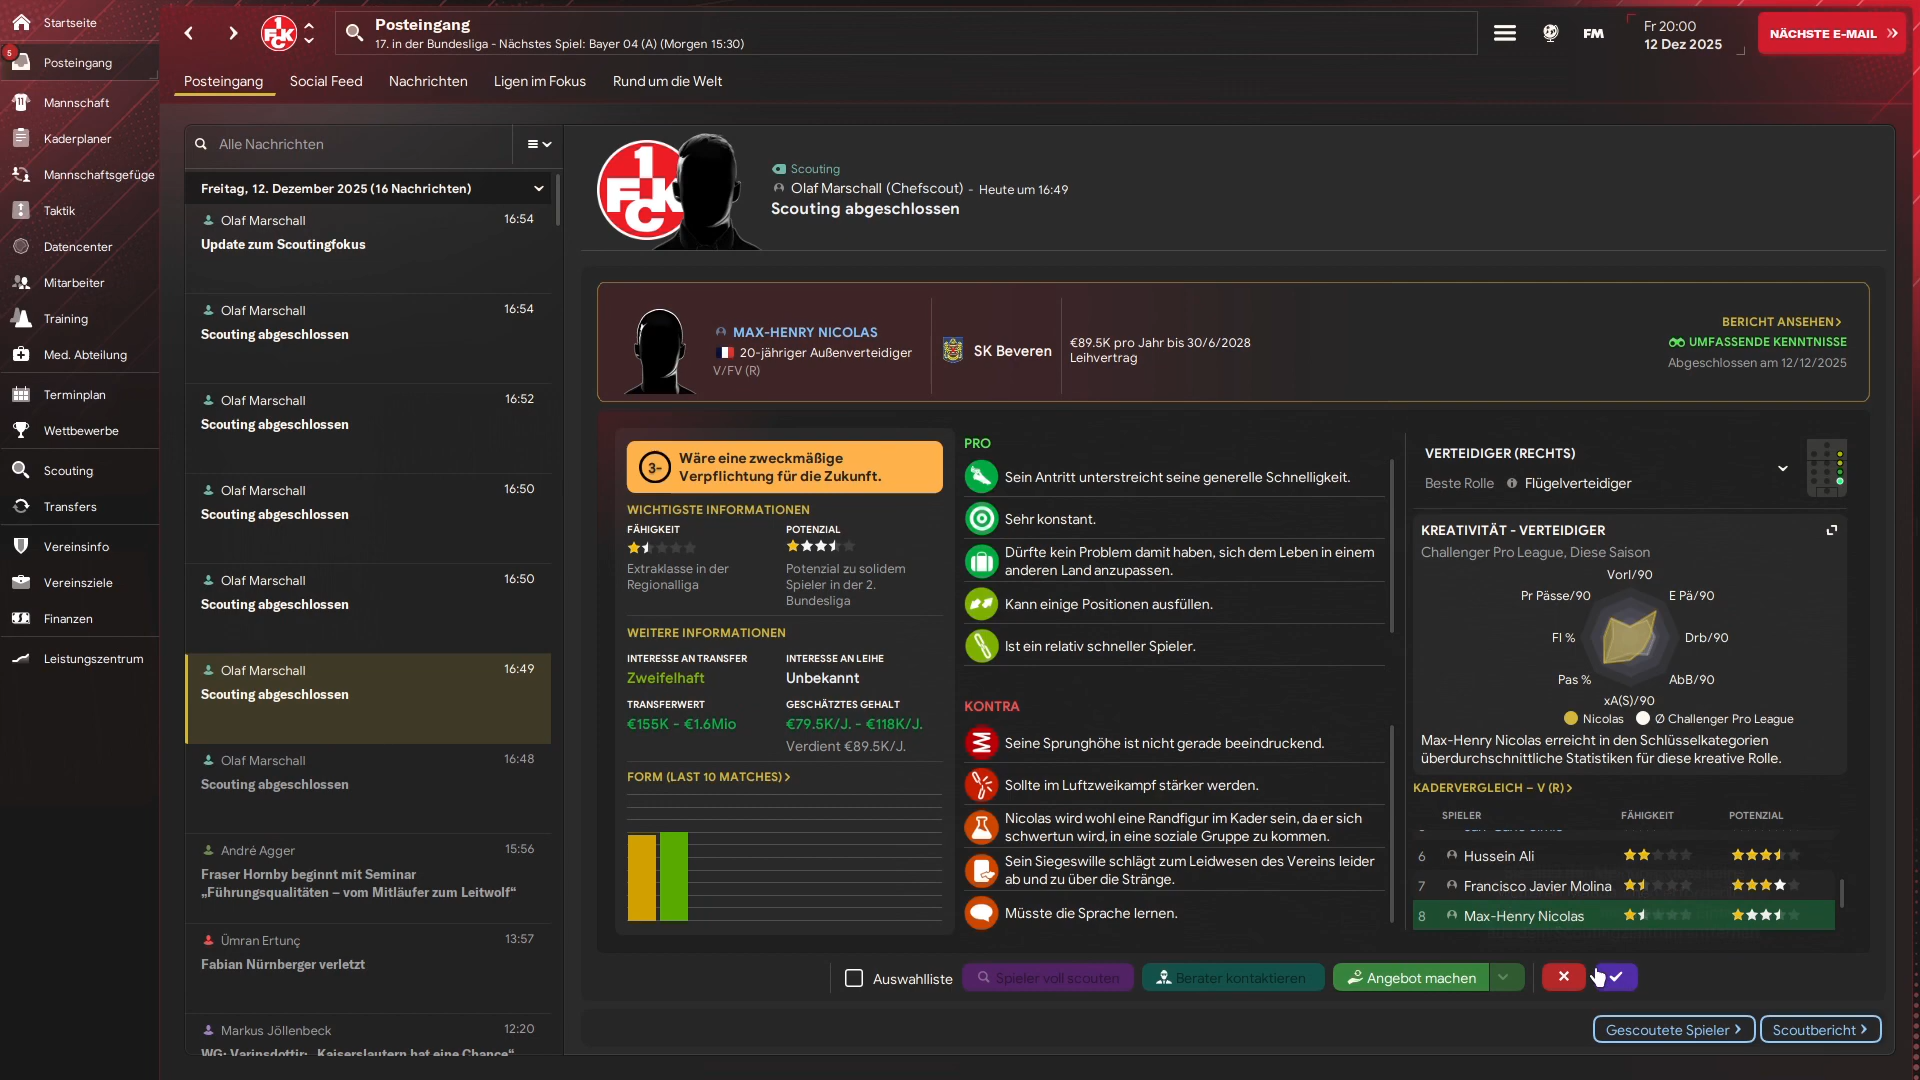 Startseite
5
Posteingang
Mannschaft
Kaderplaner
Mannschaftsgefüge
Taktik
Datencenter
Mitarbeiter
Training
Med. Abteilung
Terminplan
Wettbewerbe
Scouting
Transfers
Vereinsinfo
Vereinsziele
Finanzen
Leistungszentrum
Posteingang
17. in der Bundesliga - Nächstes Spiel: Bayer 04 (A) (Morgen 15:30)
FM
Fr 20:00
12 Dez 2025
NÄCHSTE E-MAIL
Posteingang Social Feed Nachrichten Ligen im Fokus Rund um die Welt
Alle Nachrichten
Freitag, 12. Dezember 2025 (16 Nachrichten)
Olaf Marschall 16:54
Update zum Scoutingfokus
Olaf Marschall 16:54
Scouting abgeschlossen
Olaf Marschall 16:52
Scouting abgeschlossen
Olaf Marschall 16:50
Scouting abgeschlossen
Olaf Marschall 16:50
Scouting abgeschlossen
Olaf Marschall 16:49
Scouting abgeschlossen
Olaf Marschall 16:48
Scouting abgeschlossen
André Agger 15:56
Fraser Hornby beginnt mit Seminar
„Führungsqualitäten – vom Mitläufer zum Leitwolf“
Ümran Ertunç 13:57
Fabian Nürnberger verletzt
Markus Jöllenbeck 12:20
WG: Varinsdottir: „Kaiserslautern hat eine Chance“
1
FCK
Scouting
Olaf Marschall (Chefscout) - Heute um 16:49
Scouting abgeschlossen
MAX-HENRY NICOLAS
20-jähriger Außenverteidiger
V/FV (R)
SK Beveren
€89.5K pro Jahr bis 30/6/2028
Leihvertrag
BERICHT ANSEHEN
UMFASSENDE KENNTNISSE
Abgeschlossen am 12/12/2025
3-
Wäre eine zweckmäßige
Verpflichtung für die Zukunft.
WICHTIGSTE INFORMATIONEN
FÄHIGKEIT POTENZIAL
Extraklasse in der
Regionalliga
Potenzial zu solidem
Spieler in der 2.
Bundesliga
WEITERE INFORMATIONEN
INTERESSE AN TRANSFER INTERESSE AN LEIHE
Zweifelhaft Unbekannt
TRANSFERWERT GESCHÄTZTES GEHALT
€155K - €1.6Mio €79.5K/J. - €118K/J.
Verdient €89.5K/J.
FORM (LAST 10 MATCHES)
PRO
Sein Antritt unterstreicht seine generelle Schnelligkeit.
Sehr konstant.
Dürfte kein Problem damit haben, sich dem Leben in einem
anderen Land anzupassen.
Kann einige Positionen ausfüllen.
Ist ein relativ schneller Spieler.
KONTRA
Seine Sprunghöhe ist nicht gerade beeindruckend.
Sollte im Luftzweikampf stärker werden.
Nicolas wird wohl eine Randfigur im Kader sein, da er sich
schwertun wird, in eine soziale Gruppe zu kommen.
Sein Siegeswille schlägt zum Leidwesen des Vereins leider
ab und zu über die Stränge.
Müsste die Sprache lernen.
VERTEIDIGER (RECHTS)
Beste Rolle Flügelverteidiger
KREATIVITÄT - VERTEIDIGER
Challenger Pro League, Diese Saison
Vorl/90
Pr Pässe/90 E Pä/90
Fl % Drb/90
Pas % AbB/90
xA(S)/90
Nicolas Ø Challenger Pro League
Max-Henry Nicolas erreicht in den Schlüsselkategorien
überdurchschnittliche Statistiken für diese kreative Rolle.
KADERVERGLEICH – V (R)
SPIELER FÄHIGKEIT POTENZIAL
6 Hussein Ali
7 Francisco Javier Molina
8 Max-Henry Nicolas
Auswahlliste Spieler voll scouten Berater kontaktieren Angebot machen
Gescoutete Spieler Scoutbericht